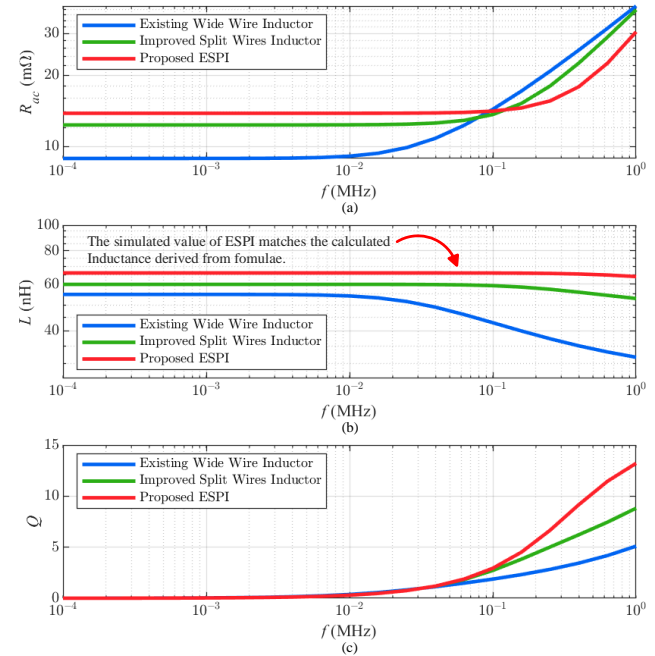 30
20
10
R_ac (mΩ)
Existing Wide Wire Inductor
Improved Split Wires Inductor
Proposed ESPI
10^-4
10^-3
10^-2
10^-1
10^0
f (MHz)
(a)
100
80
60
40
L (nH)
The simulated value of ESPI matches the calculated
Inductance derived from fomulae.
Existing Wide Wire Inductor
Improved Split Wires Inductor
Proposed ESPI
10^-4
10^-3
10^-2
10^-1
10^0
f (MHz)
(b)
15
10
5
0
Q
Existing Wide Wire Inductor
Improved Split Wires Inductor
Proposed ESPI
10^-4
10^-3
10^-2
10^-1
10^0
f (MHz)
(c)